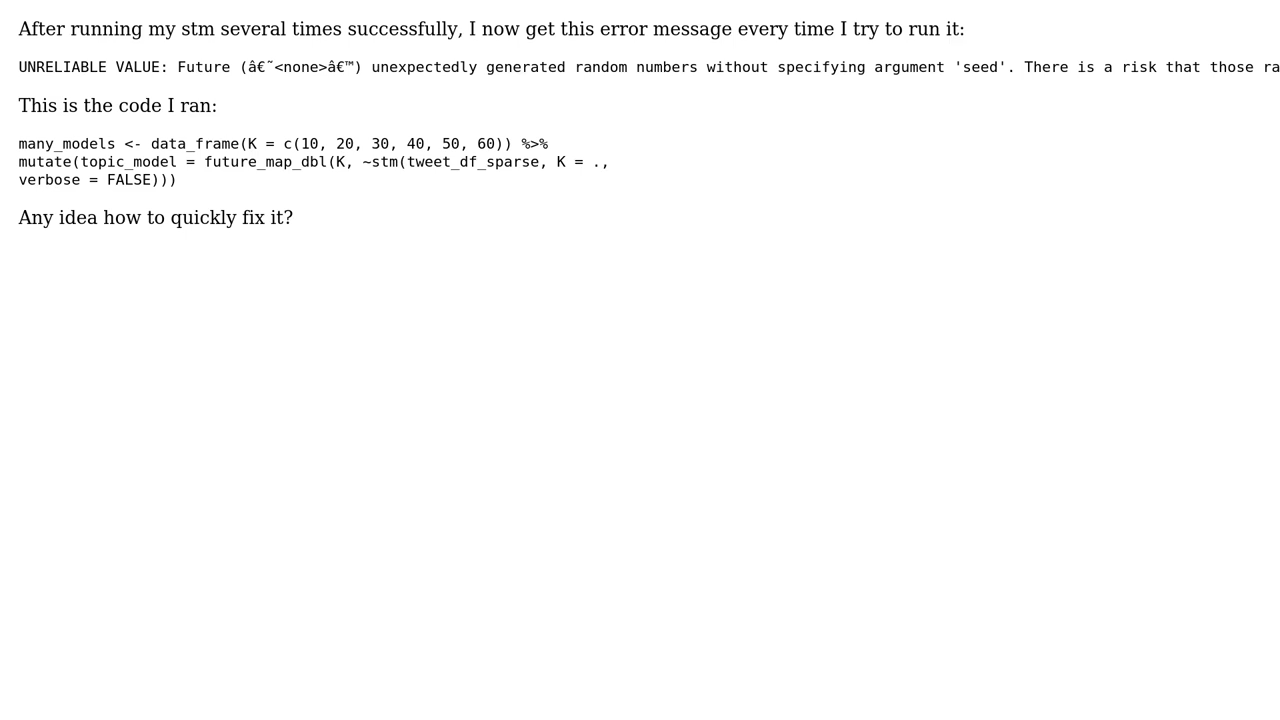 After running my stm several times successfully, I now get this error message every time I try to run it:
UNRELIABLE VALUE: Future (â€˜<none>â€™) unexpectedly generated random numbers without specifying argument 'seed'. There is a risk that those ra
This is the code I ran:
many_models <- data_frame(K = c(10, 20, 30, 40, 50, 60)) %>%
mutate(topic_model = future_map_dbl(K, ~stm(tweet_df_sparse, K = .,
verbose = FALSE)))
Any idea how to quickly fix it?